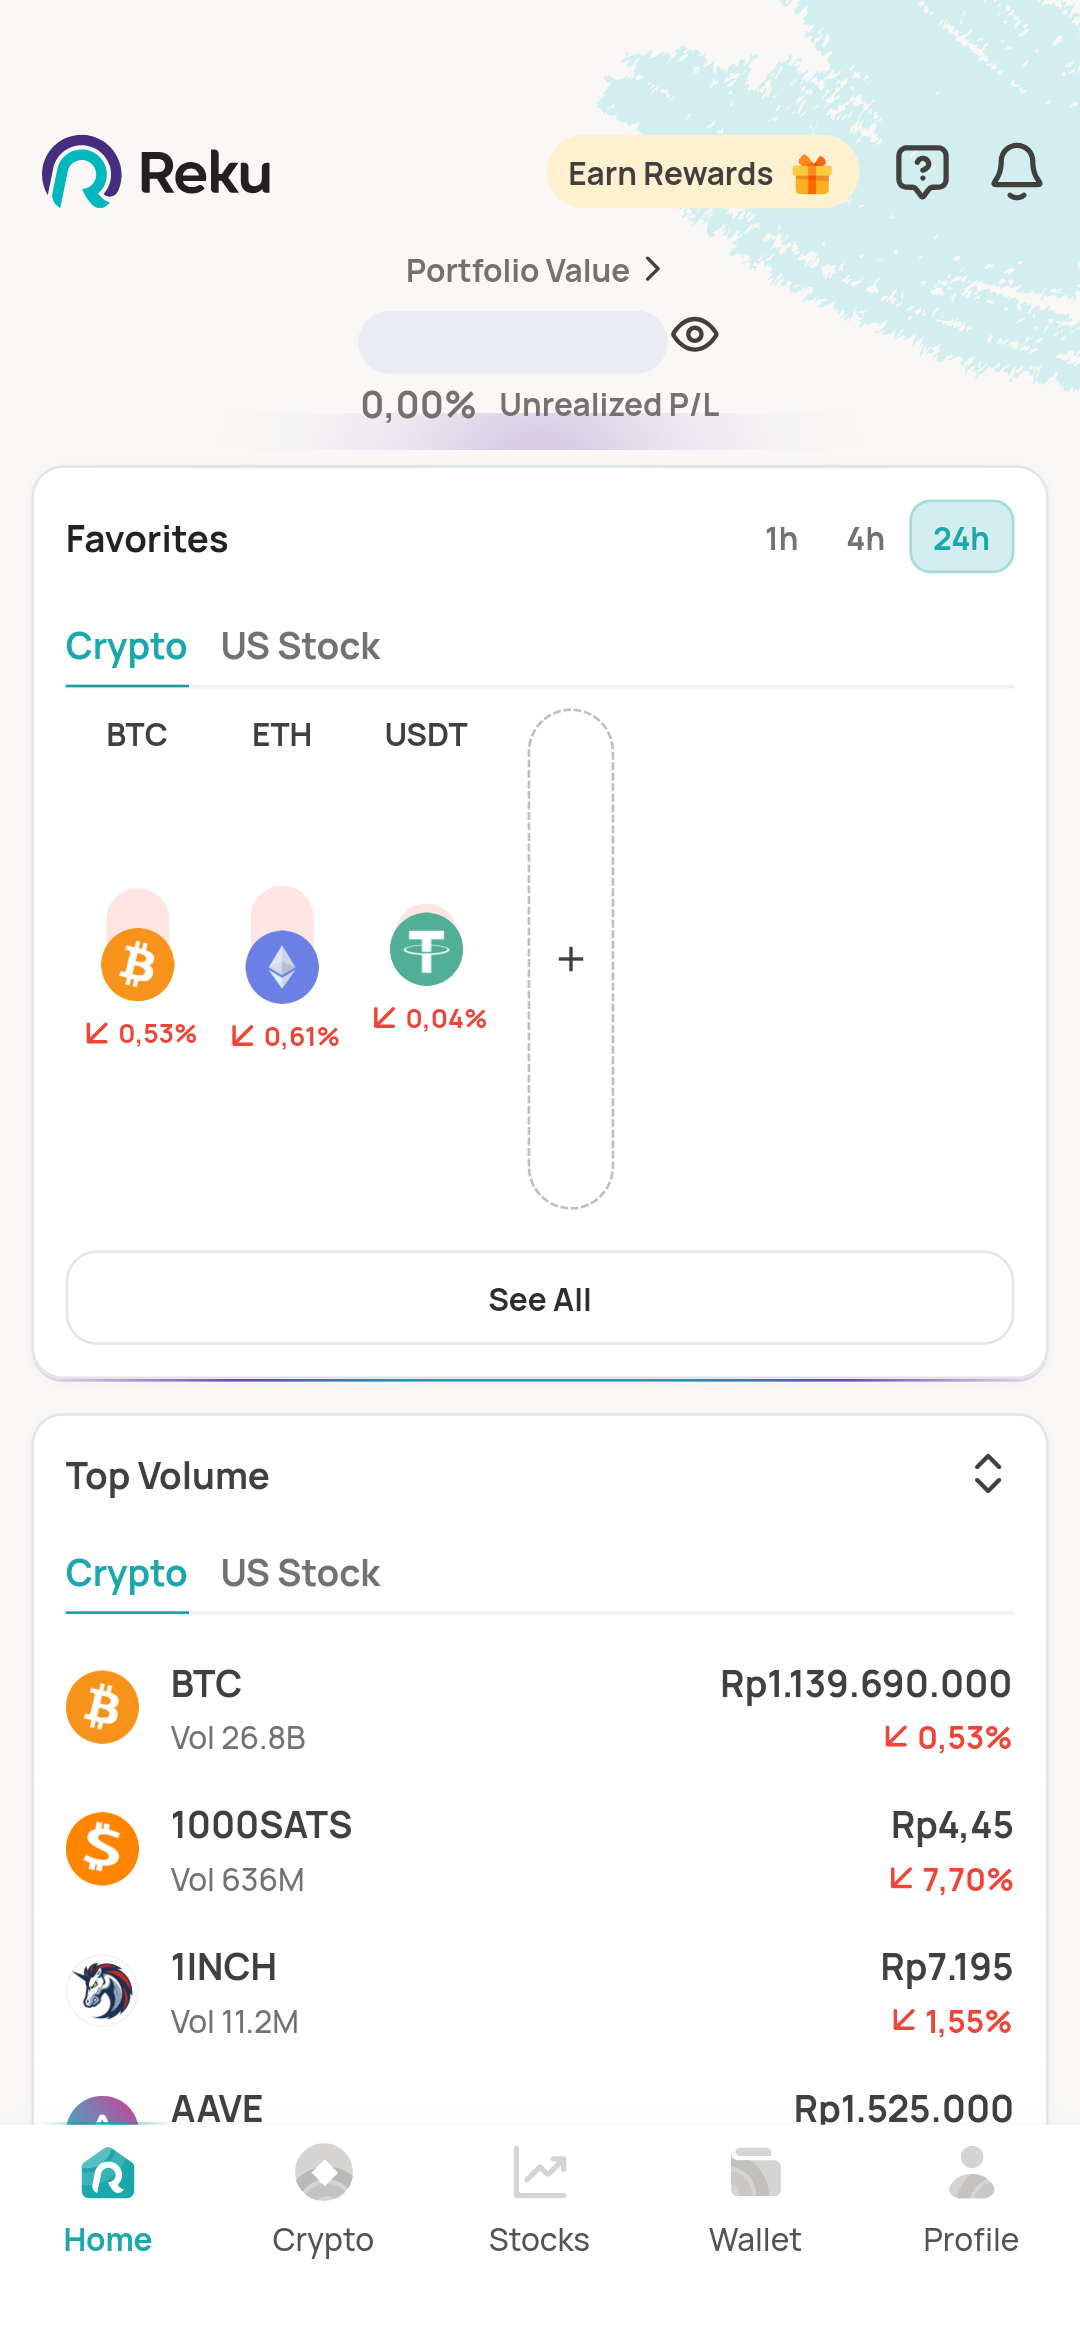 Reku
Earn Rewards
Portfolio Value
0,00% Unrealized P/L
Favorites
1h 4h 24h
Crypto US Stock
BTC ETH USDT
0,53% 0,61% 0,04%
+
See All
Top Volume
Crypto US Stock
BTC Rp1.139.690.000
Vol 26.8B 0,53%
1000SATS Rp4,45
Vol 636M 7,70%
1INCH Rp7.195
Vol 11.2M 1,55%
AAVE Rp1.525.000
Home Crypto Stocks Wallet Profile